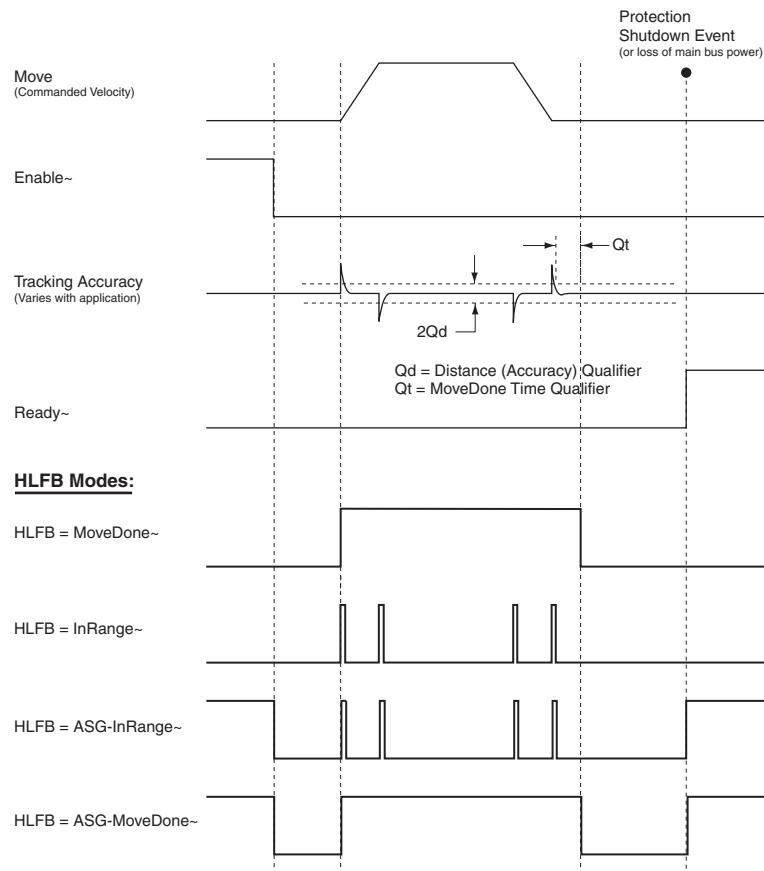 Protection
Shutdown Event
(or loss of main bus power)
Move
(Commanded Velocity)
Enable~
Qt
Tracking Accuracy
(Varies with application)
2Qd
Qd = Distance (Accuracy) Qualifier
Qt = MoveDone Time Qualifier
Ready~
HLFB Modes:
HLFB = MoveDone~
HLFB = InRange~
HLFB = ASG-InRange~
HLFB = ASG-MoveDone~